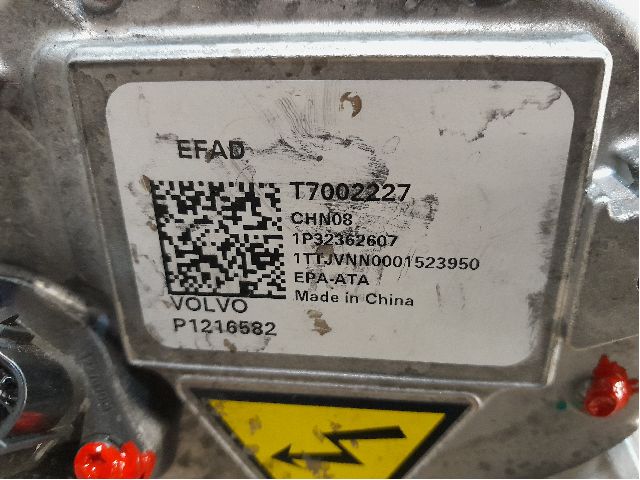 EFAD
T7002227
CHN08
1P32362607
1TTJVNN0001523950
EPA-ATA
Made in China
VOLVO
P1216582